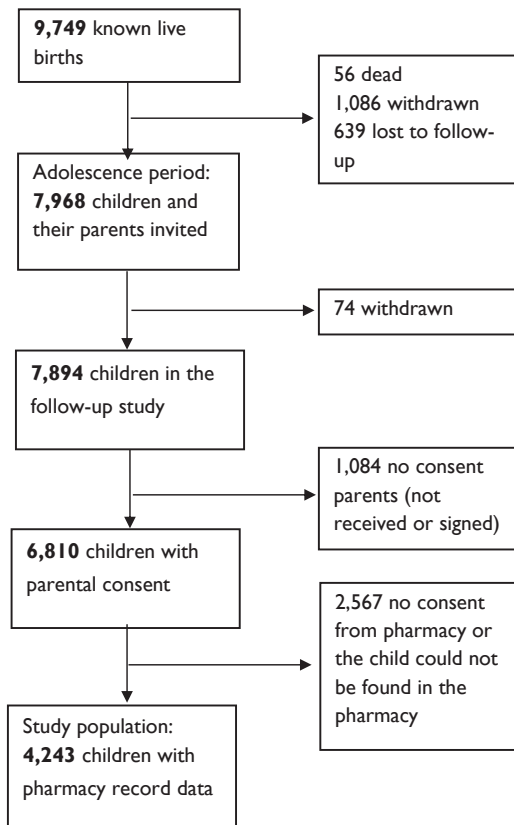 9,749 known live
births
56 dead
1,086 withdrawn
639 lost to follow-
up
Adolescence period:
7,968 children and
their parents invited
74 withdrawn
7,894 children in the
follow-up study
1,084 no consent
parents (not
received or signed)
6,810 children with
parental consent
2,567 no consent
from pharmacy or
the child could not
be found in the
pharmacy
Study population:
4,243 children with
pharmacy record data